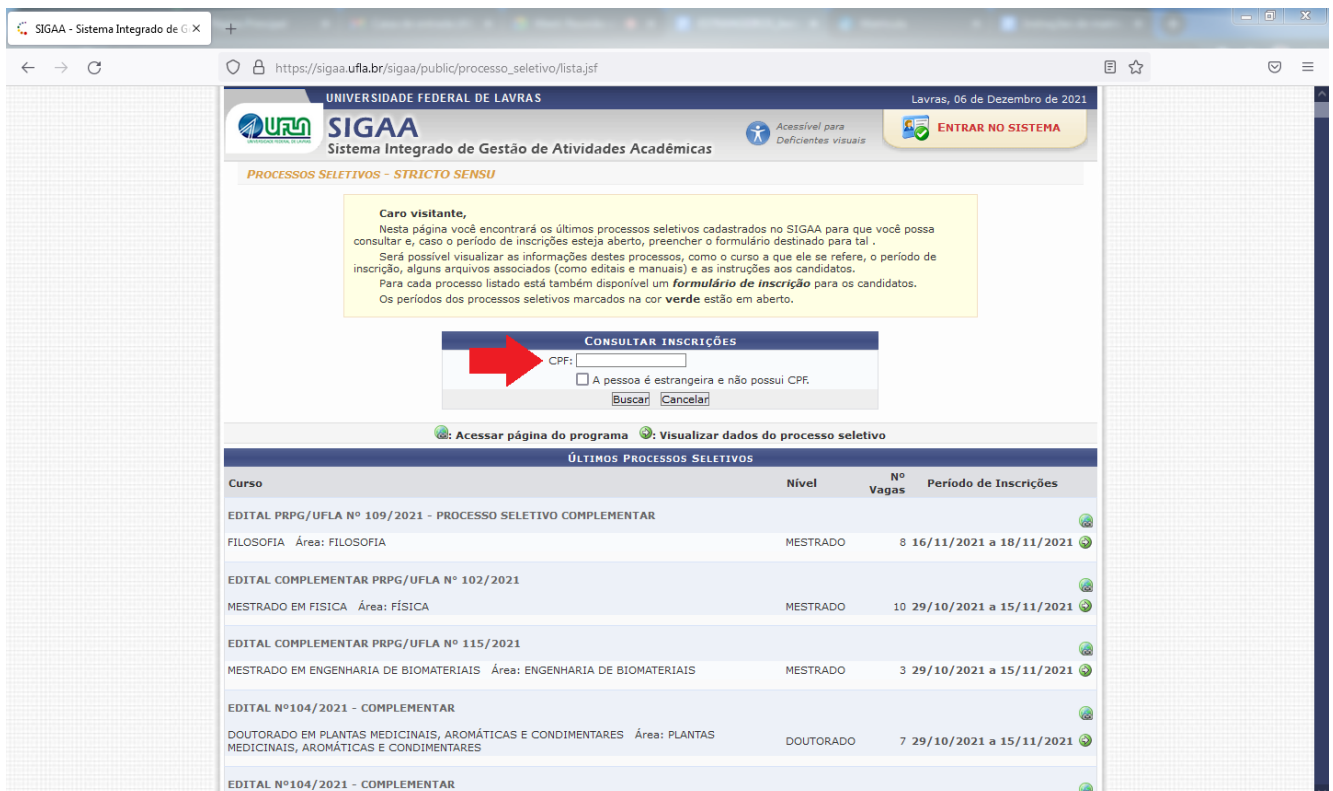 SIGAA - Sistema Integrado de G
https://sigaa.ufla.br/sigaa/public/processo_seletivo/lista.jsf
UNIVERSIDADE FEDERAL DE LAVRAS
Lavras, 06 de Dezembro de 2021
UFLA
SIGAA
Sistema Integrado de Gestão de Atividades Acadêmicas
Acessível para
Deficientes visuais
ENTRAR NO SISTEMA
PROCESSOS SELETIVOS - STRICTO SENSU
Caro visitante,
Nesta página você encontrará os últimos processos seletivos cadastrados no SIGAA para que você possa
consultar e, caso o período de inscrições esteja aberto, preencher o formulário destinado para tal .
Será possível visualizar as informações destes processos, como o curso a que ele se refere, o período de
inscrição, alguns arquivos associados (como editais e manuais) e as instruções aos candidatos.
Para cada processo listado está também disponível um formulário de inscrição para os candidatos.
Os períodos dos processos seletivos marcados na cor verde estão em aberto.
CONSULTAR INSCRIÇÕES
CPF:
A pessoa é estrangeira e não possui CPF.
Buscar Cancelar
: Acessar página do programa : Visualizar dados do processo seletivo
ÚLTIMOS PROCESSOS SELETIVOS
Curso Nível Nº Vagas Período de Inscrições
EDITAL PRPG/UFLA Nº 109/2021 - PROCESSO SELETIVO COMPLEMENTAR
FILOSOFIA Área: FILOSOFIA MESTRADO 8 16/11/2021 a 18/11/2021
EDITAL COMPLEMENTAR PRPG/UFLA N° 102/2021
MESTRADO EM FISICA Área: FÍSICA MESTRADO 10 29/10/2021 a 15/11/2021
EDITAL COMPLEMENTAR PRPG/UFLA Nº 115/2021
MESTRADO EM ENGENHARIA DE BIOMATERIAIS Área: ENGENHARIA DE BIOMATERIAIS MESTRADO 3 29/10/2021 a 15/11/2021
EDITAL Nº104/2021 - COMPLEMENTAR
DOUTORADO EM PLANTAS MEDICINAIS, AROMÁTICAS E CONDIMENTARES Área: PLANTAS
MEDICINAIS, AROMÁTICAS E CONDIMENTARES DOUTORADO 7 29/10/2021 a 15/11/2021
EDITAL Nº104/2021 - COMPLEMENTAR